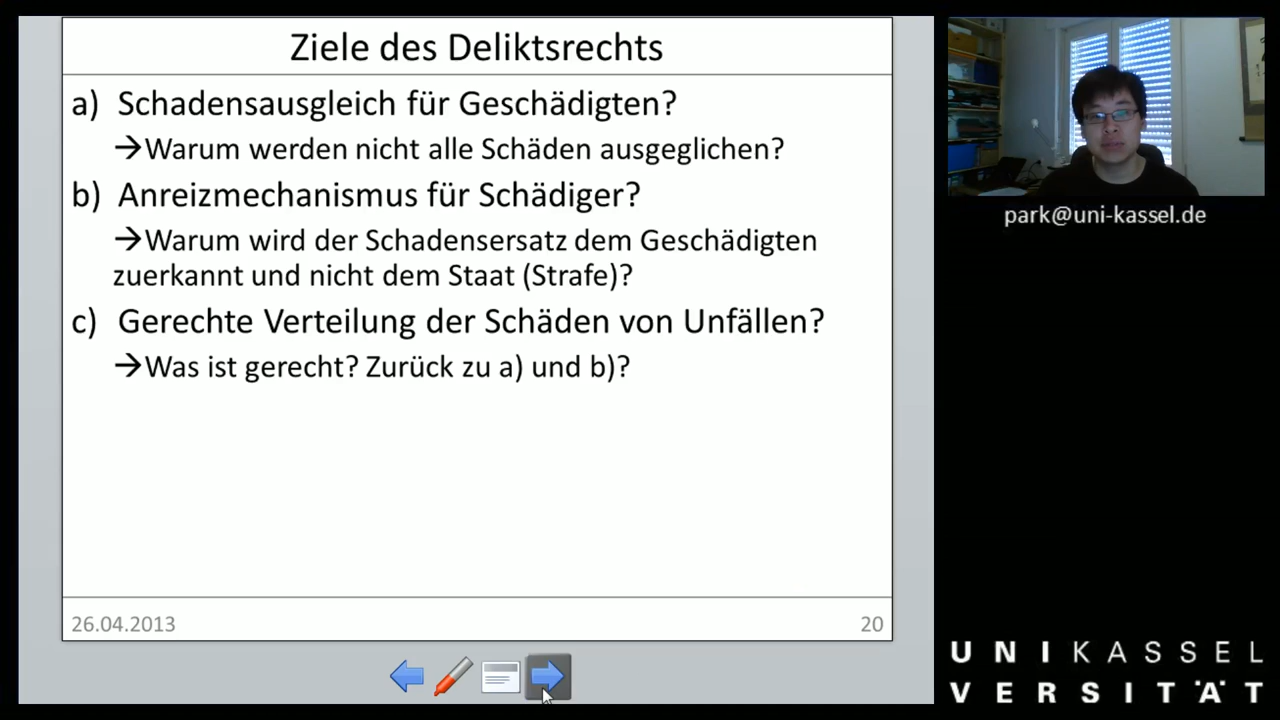 Ziele des Deliktsrechts
a) Schadensausgleich für Geschädigten?
→Warum werden nicht alle Schäden ausgeglichen?
b) Anreizmechanismus für Schädiger?
→Warum wird der Schadensersatz dem Geschädigten
zuerkannt und nicht dem Staat (Strafe)?
c) Gerechte Verteilung der Schäden von Unfällen?
→Was ist gerecht? Zurück zu a) und b)?
26.04.2013
20
park@uni-kassel.de
UNIKASSEL
VERSITÄT